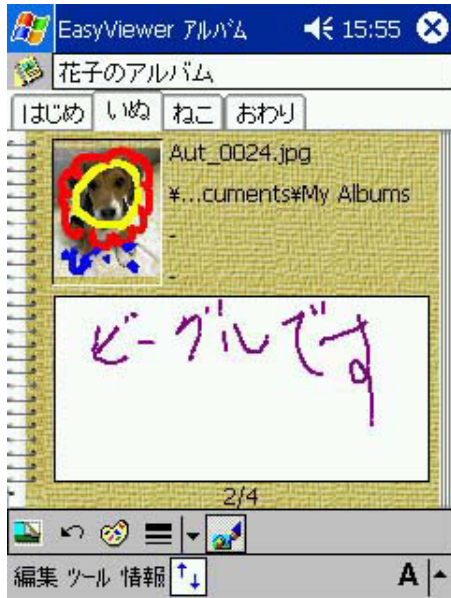 EasyViewer アルバム 15:55
花子のアルバム
はじめ いぬ ねこ おわり
Aut_0024.jpg
¥...cuments¥My Albums
-
-
ビーグルです
2/4
編集 ツール 情報 A